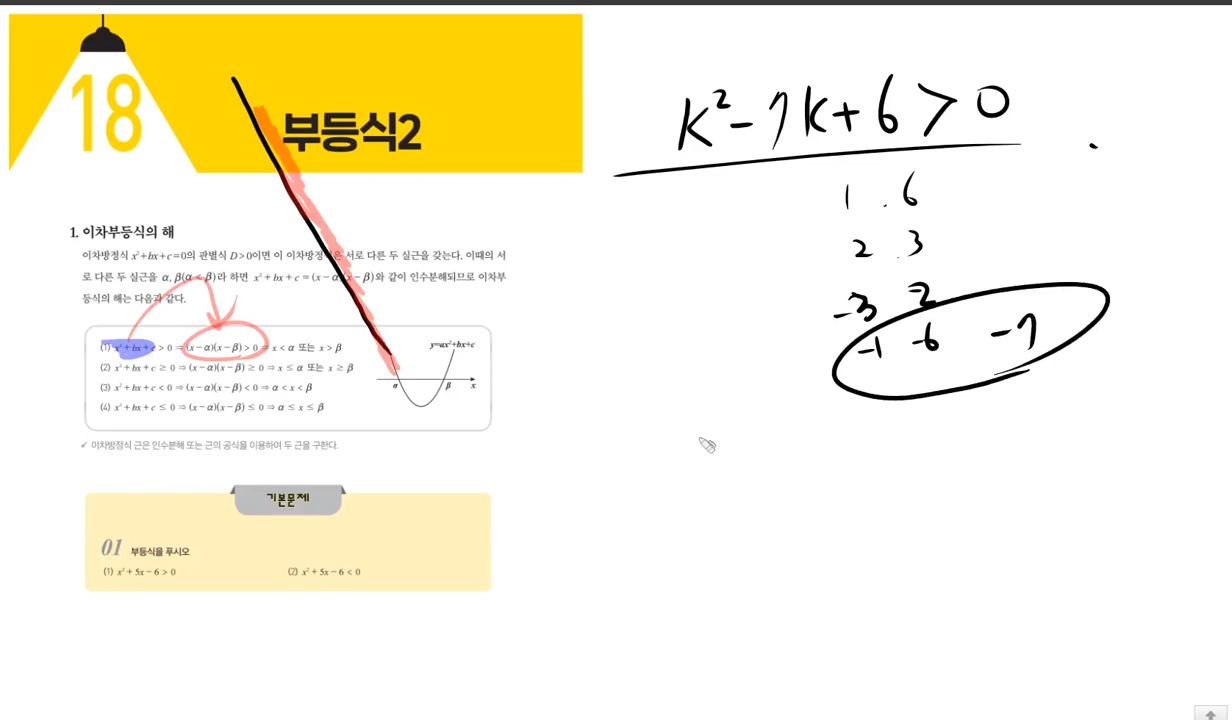 18
부등식2
1. 이차부등식의 해
이차방정식 x²+bx+c=0의 판별식 D>0이면 이 이차방정식은 서로 다른 두 실근을 갖는다. 이때의 서
로 다른 두 실근을 α, β(α<β)라 하면 x²+bx+c=(x-α)(x-β)와 같이 인수분해되므로 이차부
등식의 해는 다음과 같다.
(1) x²+bx+c>0 ⇒ (x-α)(x-β)>0 ⇒ x<α 또는 x>β
(2) x²+bx+c≥0 ⇒ (x-α)(x-β)≥0 ⇒ x≤α 또는 x≥β
(3) x²+bx+c<0 ⇒ (x-α)(x-β)<0 ⇒ α<x<β
(4) x²+bx+c≤0 ⇒ (x-α)(x-β)≤0 ⇒ α≤x≤β
y=ax²+bx+c
α β x
✓ 이차방정식 근은 인수분해 또는 근의 공식을 이용하여 두 근을 구한다.
기본문제
01 부등식을 푸시오
(1) x²+5x-6>0 (2) x²+5x-6<0
k²-7k+6>0
1 . 6
2 3
-3 -2
-1 -6 -7